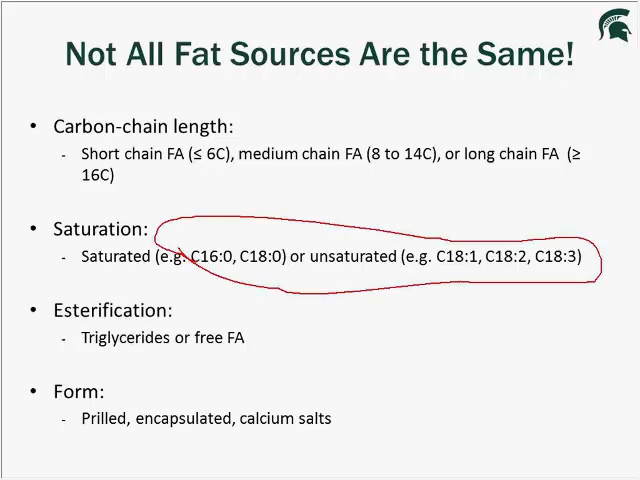 Not All Fat Sources Are the Same!
• Carbon-chain length:
- Short chain FA (≤ 6C), medium chain FA (8 to 14C), or long chain FA (≥
16C)
• Saturation:
- Saturated (e.g. C16:0, C18:0) or unsaturated (e.g. C18:1, C18:2, C18:3)
• Esterification:
- Triglycerides or free FA
• Form:
- Prilled, encapsulated, calcium salts